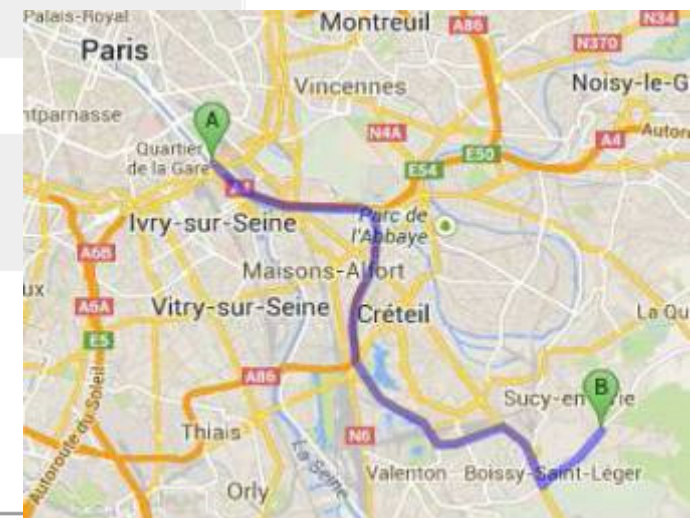 Palais-Royal
Montreuil
A86
N34
Paris
N370
Vincennes
Noisy-le-G
ntparnasse
A
N4A
A4
Auton
Quartier
de la Gare
E50
E54
Ivry-sur-Seine
Parc de
l'Abbaye
A6B
Maisons-Alfort
ux
A6A
Vitry-sur-Seine
Créteil
La Qu
E5
A86
B
Sucy-en-Brie
Autoroute du Soleil
Thiais
N6
La Seine
Valenton
Boissy-Saint-Léger
Orly